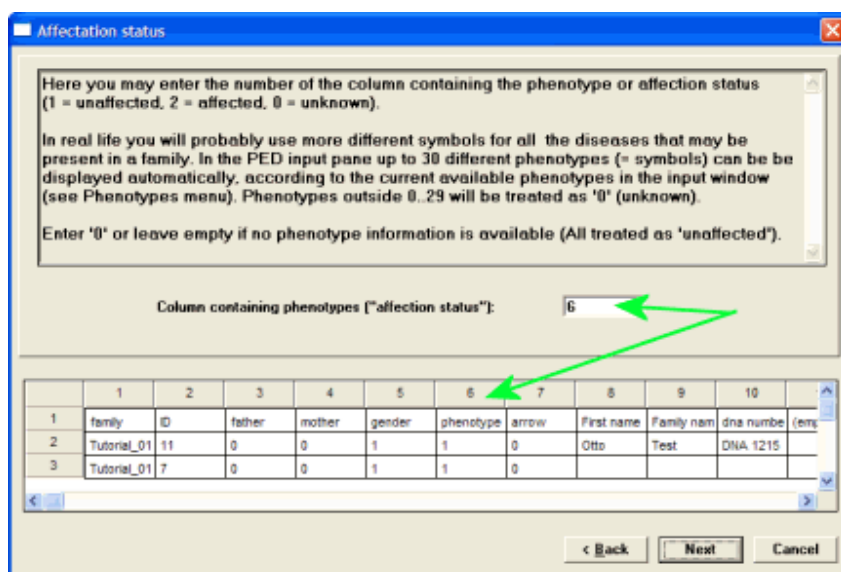 Affectation status
Here you may enter the number of the column containing the phenotype or affection status
(1 = unaffected, 2 = affected, 0 = unknown).
In real life you will probably use more different symbols for all the diseases that may be
present in a family. In the PED input pane up to 30 different phenotypes (= symbols) can be be
displayed automatically, according to the current available phenotypes in the input window
(see Phenotypes menu). Phenotypes outside 0..29 will be treated as '0' (unknown).
Enter '0' or leave empty if no phenotype information is available (All treated as 'unaffected').
Column containing phenotypes ("affection status"): 6
1 2 3 4 5 6 7 8 9 10
1 family ID father mother gender phenotype arrow First name Family nam dna numbe (emp
2 Tutorial_01 11 0 0 1 1 0 Otto Test DNA 1215
3 Tutorial_01 7 0 0 1 1 0
< Back Next Cancel